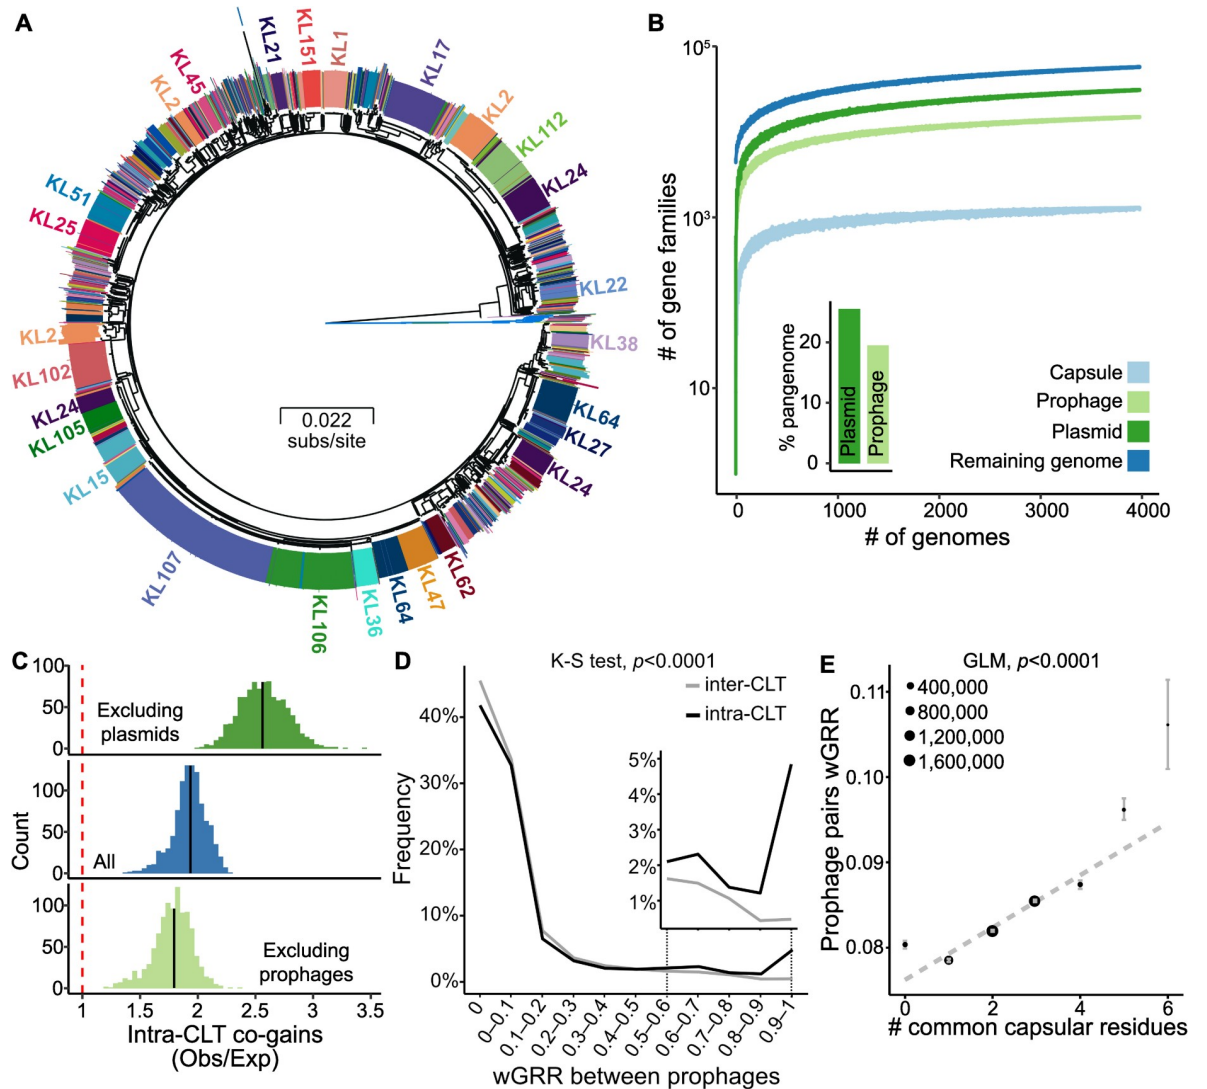 A
KL21
KL151
KL1
KL17
KL45
KL2
KL2
KL112
KL24
KL51
KL25
KL22
KL38
KL2
KL102
KL24
KL105
KL15
KL64
KL27
KL24
KL107
KL106
KL36
KL64
KL47
KL62
0.022
subs/site
B
10⁵
10³
10
# of gene families
% pangenome
20
10
0
Plasmid
Prophage
Capsule
Prophage
Plasmid
Remaining genome
0 1000 2000 3000 4000
# of genomes
C
100
50
0
Excluding
plasmids
100
50
0
All
100
50
0
Excluding
prophages
Count
1 1.5 2 2.5 3 3.5
Intra-CLT co-gains
(Obs/Exp)
D
K-S test, p<0.0001
inter-CLT
intra-CLT
Frequency
40%
30%
20%
10%
0%
5%
4%
3%
2%
1%
0 0–0.1 0.1–0.2 0.2–0.3 0.3–0.4 0.4–0.5 0.5–0.6 0.6–0.7 0.7–0.8 0.8–0.9 0.9–1
wGRR between prophages
E
GLM, p<0.0001
400,000
800,000
1,200,000
1,600,000
Prophage pairs wGRR
0.11
0.10
0.09
0.08
0 2 4 6
# common capsular residues